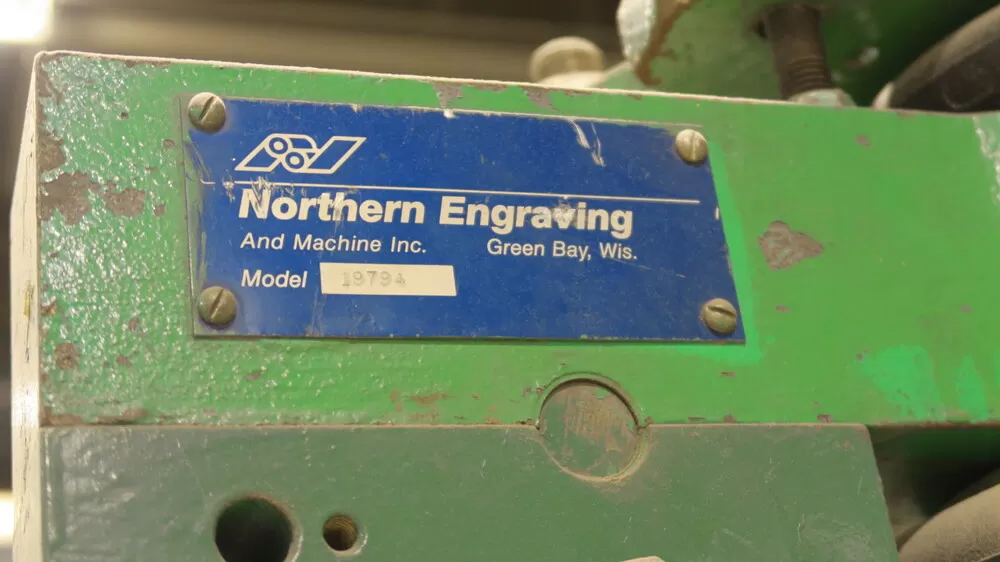 Northern Engraving
And Machine Inc. Green Bay, Wis.
Model 19794